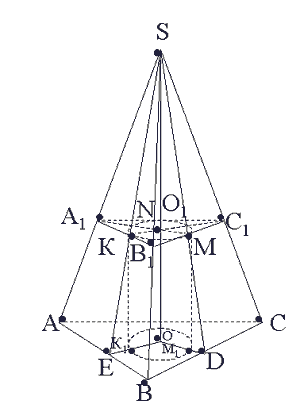 S
A₁ N O₁ C₁
К B₁ M
A K₁ O C
E M₁ D
B